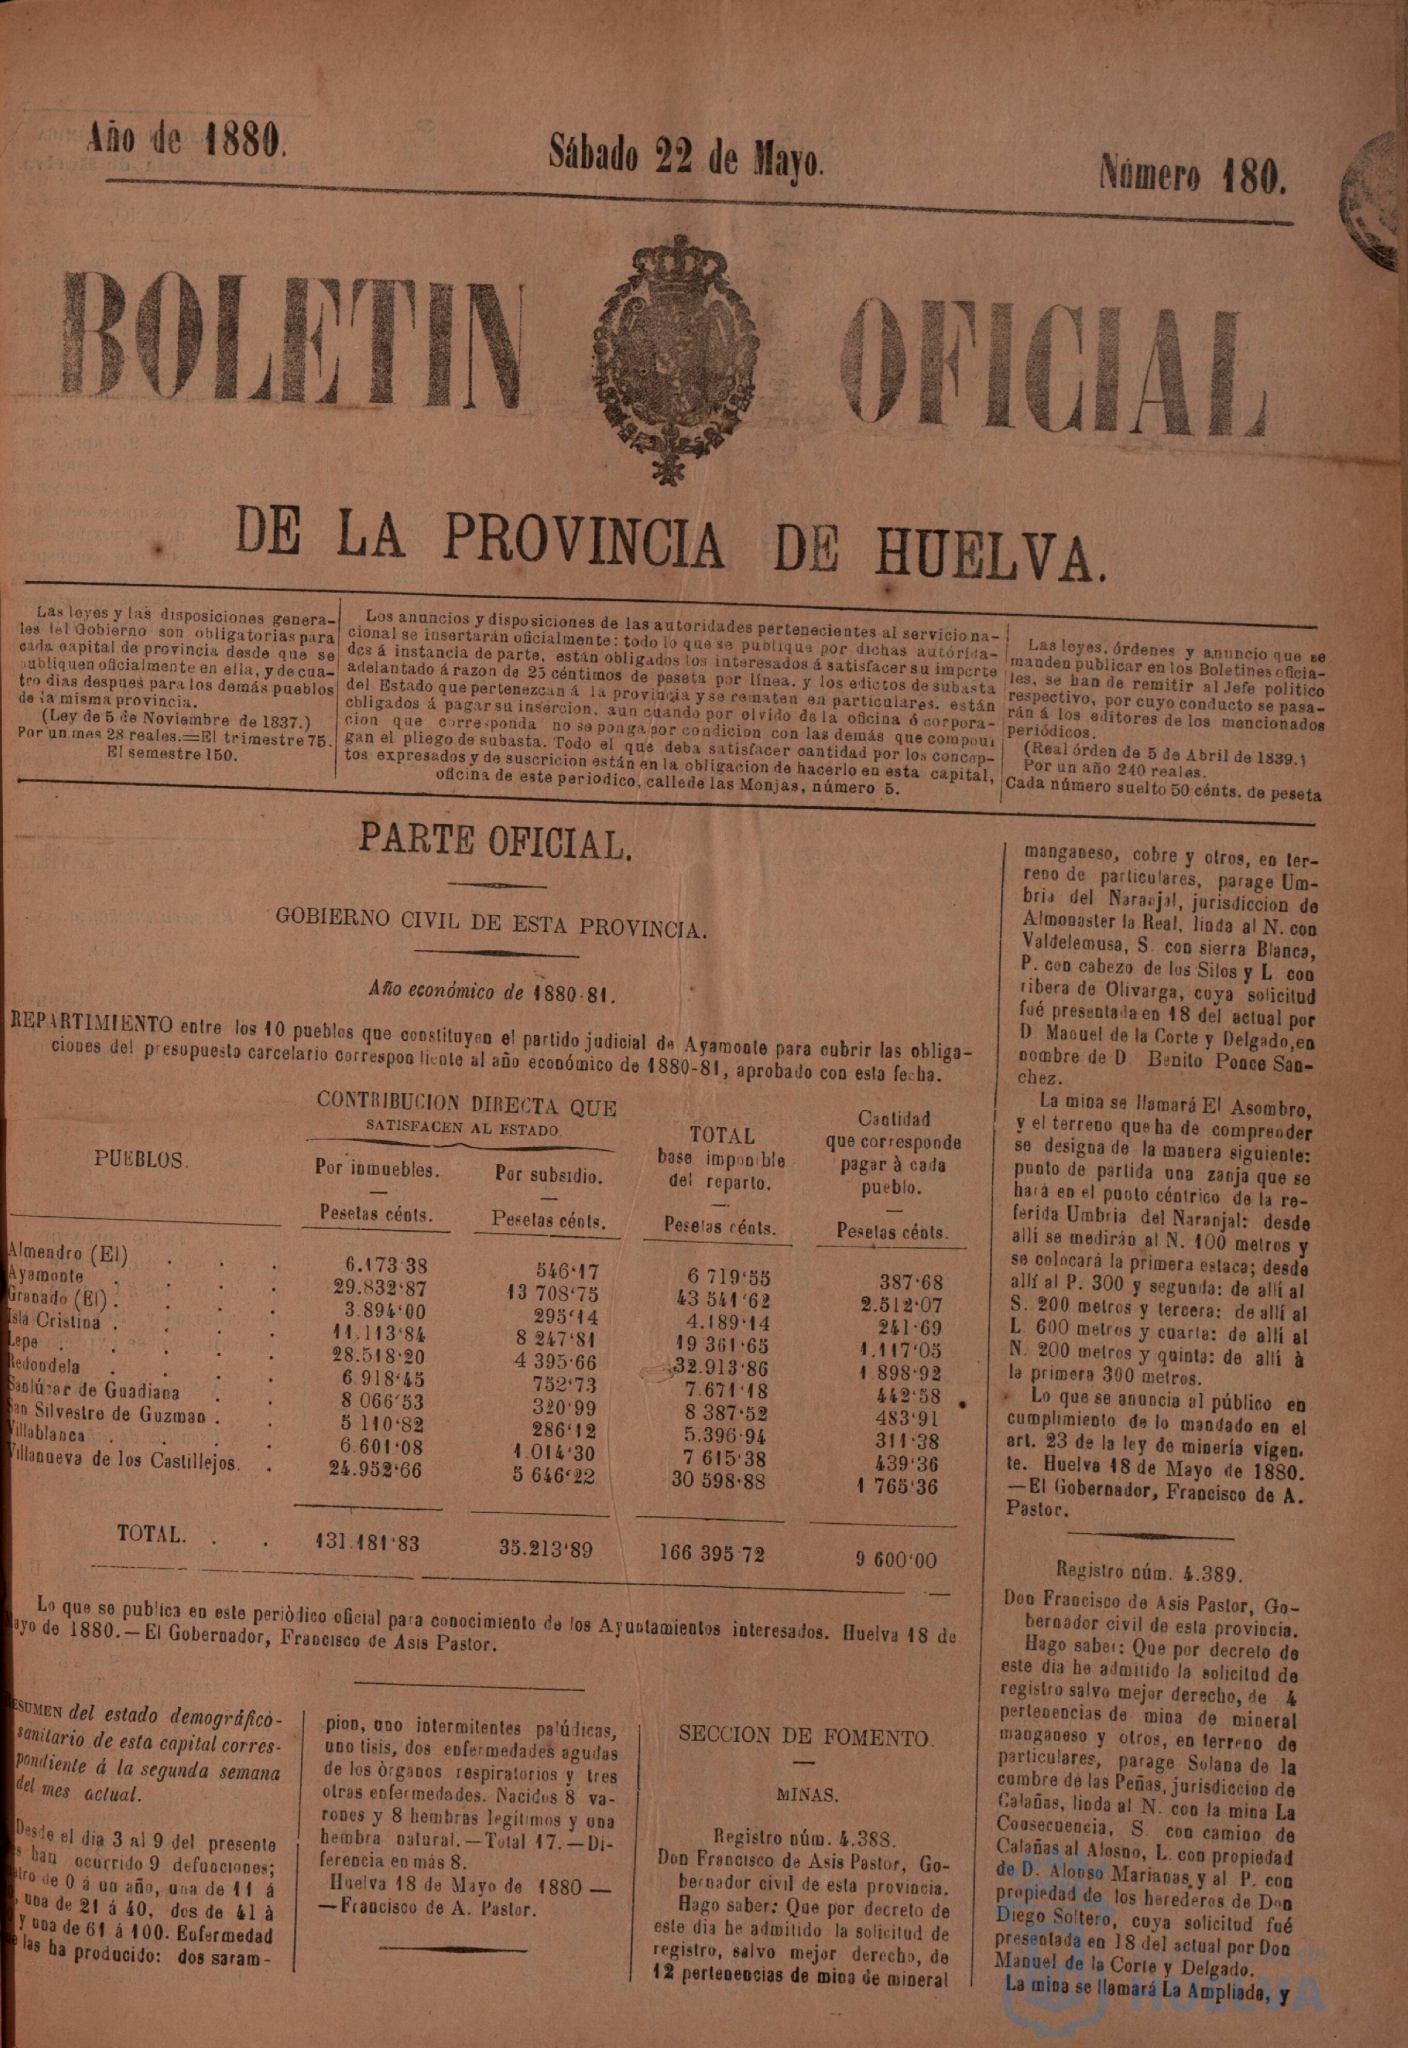 Año de 1880.
Sábado 22 de Mayo.
Número 180.
BOLETIN OFICIAL
DE LA PROVINCIA DE HUELVA.
Las leyes y las disposiciones genera-
les del Gobierno son obligatorias para
cada capital de provincia desde que se
publiquen oficialmente en ella, y de cua-
tro dias despues para los demás pueblos
de la misma provincia.
(Ley de 5 de Noviembre de 1837.)
Por un mes 28 reales.=El trimestre 75.
El semestre 150.
Los anuncios y disposiciones de las autoridades pertenecientes al servicio na-
cional se insertarán oficialmente: todo lo que se publique por dichas autórida-
des á instancia de parte, están obligados los interesados á satisfacer su importe
adelantado á razon de 25 céntimos de peseta por línea. y los edictos de subasta
del Estado que pertenezcan á la provincia y se rematen en particulares. están
obligados á pagar su insercion, aun cuando por olvido de la oficina ó corpora-
cion que corresponda no se ponga por condicion con las demás que compon
gan el pliego de subasta. Todo el que deba satisfacer cantidad por los concep-
tos expresados y de suscricion están en la obligacion de hacerlo en esta capital,
oficina de este periodico, calle de las Monjas, número 5.
Las leyes, órdenes y anuncio que se
manden publicar en los Boletines oficia-
les, se han de remitir al Jefe politico
respectivo, por cuyo conducto se pasa-
rán á los editores de los mencionados
periódicos.
(Real órden de 5 de Abril de 1839.)
Por un año 240 reales.
Cada número suelto 50 cénts. de peseta
PARTE OFICIAL.
GOBIERNO CIVIL DE ESTA PROVINCIA.
Año económico de 1880-81.
REPARTIMIENTO entre los 10 pueblos que constituyen el partido judicial de Ayamonte para cubrir las obliga-
ciones del presupuesto carcelario correspondiente al año económico de 1880-81, aprobado con esta fecha.
CONTRIBUCION DIRECTA QUE
SATISFACEN AL ESTADO.
PUEBLOS.
Por inmuebles.
Pesetas cénts.
Por subsidio.
Pesetas cénts.
TOTAL
base imponible
del reparto.
Pesetas cénts.
Cantidad
que corresponde
pagar à cada
pueblo.
Pesetas cénts.
Almendro (El) . . . 6.173·38 546'17 6 719'55 387'68
Ayamonte . . . 29.832'87 13 708'75 43 541'62 2.512'07
Granado (El) . . . 3.894'00 295'14 4.189'14 241·69
Isla Cristina . . . 11.113'84 8 247'81 19 361'65 1.117'05
Lepe . . . 28.518'20 4 395·66 32.913'86 1 898'92
Redondela . . . 6 918'45 752'73 7.671'18 442'58
Sanlúcar de Guadiana . . 8 066'53 320'99 8 387'52 483'91
San Silvestre de Guzman . . 5 110'82 286'12 5.396·94 311'38
Villablanca . . . 6.601'08 1.014'30 7 615'38 439'36
Villanueva de los Castillejos. . 24.952'66 5 646'22 30 598'88 1 765'36
TOTAL. . . 131.181'83 35.213'89 166 395·72 9 600'00
Lo que se publica en este periòdico oficial para conocimiento de los Ayuntamientos interesados. Huelva 18 de
Mayo de 1880.—El Gobernador, Francisco de Asis Pastor.
RESUMEN del estado demográfico-
sanitario de esta capital corres-
pondiente á la segunda semana
del mes actual.
Desde el dia 3 al 9 del presente
han ocurrido 9 defunciones;
de 0 á un año, una de 11 á
una de 21 á 40, dos de 41 à
y una de 61 á 100. Enfermedad
las ha producido: dos saram-
pion, uno intermitentes palúdicas,
uno tisis, dos enfermedades agudas
de los órganos respiratorios y tres
otras enfermedades. Nacidos 8 va-
rones y 8 hembras legítimos y una
hembra natural.—Total 17.—Di-
ferencia en más 8.
Huelva 18 de Mayo de 1880—
—Francisco de A. Pastor.
SECCION DE FOMENTO.
MINAS.
Registro núm. 4.388.
Don Francisco de Asis Pastor, Go-
bernador civil de esta provincia.
Hago saber: Que por decreto de
este dia he admitido la solicitud de
registro, salvo mejor derecho, de
12 pertenencias de mina de mineral
manganeso, cobre y otros, en ter-
reno de particulares, parage Um-
bria del Naranjal, jurisdiccion de
Almonaster la Real, linda al N. con
Valdelemusa, S. con sierra Blanca,
P. con cabezo de los Silos y L con
ribera de Olivarga, cuya solicitud
fué presentada en 18 del actual por
D Manuel de la Corte y Delgado, en
nombre de D. Benito Ponce San-
chez.
La mina se llamará El Asombro,
y el terreno que ha de comprender
se designa de la manera siguiente:
punto de partida una zanja que se
hará en el punto céntrico de la re-
ferida Umbria del Naranjal: desde
allí se medirán al N. 100 metros y
se colocará la primera estaca; desde
allí al P. 300 y segunda: de allí al
S. 200 metros y tercera: de allí al
L. 600 metros y cuarta: de allí al
N. 200 metros y quinta: de allí à
la primera 300 metros.
Lo que se anuncia al público en
cumplimiento de lo mandado en el
art. 23 de la ley de minería vigen.
te. Huelva 18 de Mayo de 1880.
—El Gobernador, Francisco de A.
Pastor.
Registro núm. 4.389.
Don Francisco de Asis Pastor, Go-
bernador civil de esta provincia.
Hago saber: Que por decreto de
este dia he admitido la solicitud de
registro salvo mejor derecho, de 4
pertenencias de mina de mineral
manganeso y otros, en terreno de
particulares, parage Solana de la
cumbre de las Peñas, jurisdiccion de
Calañas, linda al N. con la mina La
Consecuencia, S. con camino de
Calañas al Alosno, L. con propiedad
de D. Alonso Marianas y al P. con
propiedad de los herederos de Don
Diego Soltero, cuya solicitud fué
presentada en 18 del actual por Don
Manuel de la Corte y Delgado.
La mina se llamará La Ampliada, y
HUELVA